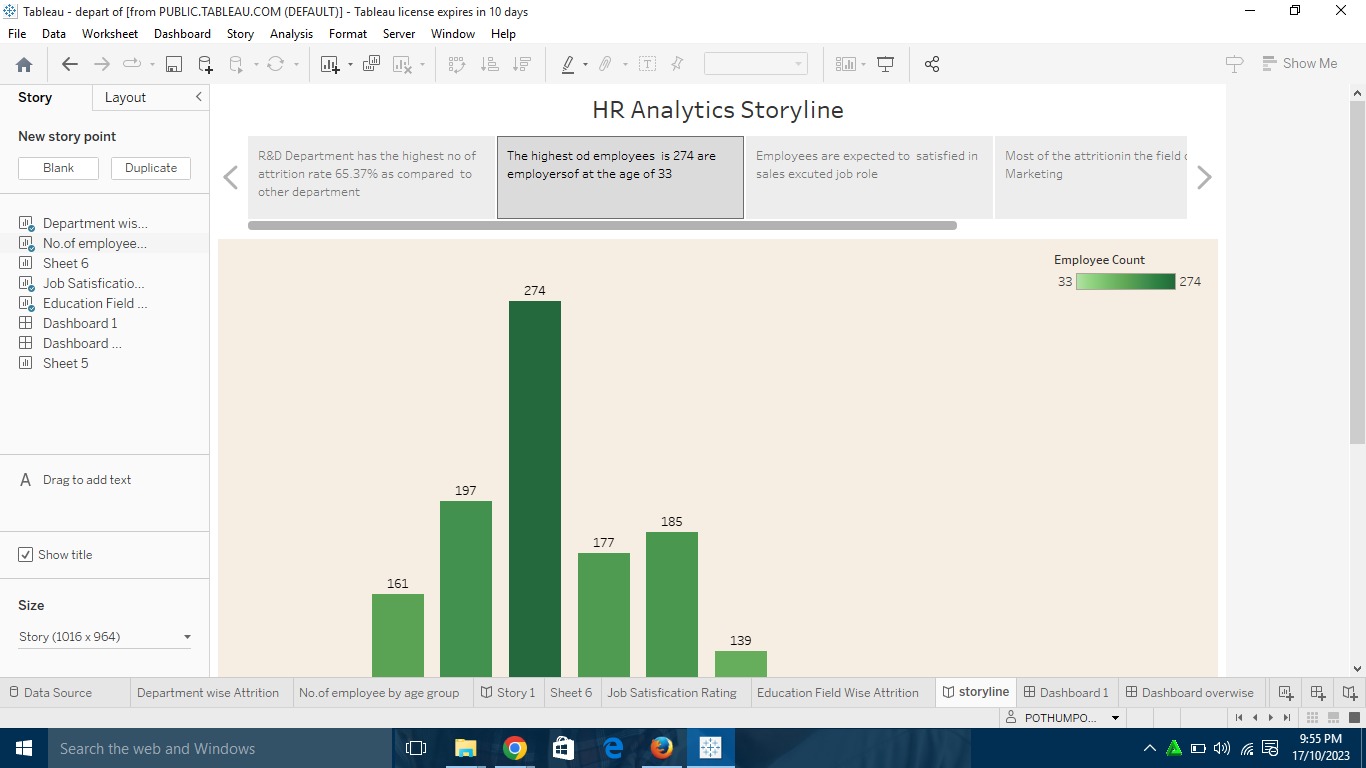 Tableau - depart of [from PUBLIC.TABLEAU.COM (DEFAULT)] - Tableau license expires in 10 days
File Data Worksheet Dashboard Story Analysis Format Server Window Help
Show Me
Story Layout
New story point
Blank Duplicate
Department wis...
No.of employee...
Sheet 6
Job Satisficatio...
Education Field ...
Dashboard 1
Dashboard ...
Sheet 5
A Drag to add text
Show title
Size
Story (1016 x 964)
HR Analytics Storyline
R&D Department has the highest no of
attrition rate 65.37% as compared to
other department
The highest od employees is 274 are
employersof at the age of 33
Employees are expected to satisfied in
sales excuted job role
Most of the attritionin the field
Marketing
Employee Count
33 274
274
197
185
177
161
139
Data Source Department wise Attrition No.of employee by age group Story 1 Sheet 6 Job Satisfication Rating Education Field Wise Attrition storyline Dashboard 1 Dashboard overwise
POTHUMPO...
Search the web and Windows
9:55 PM
17/10/2023